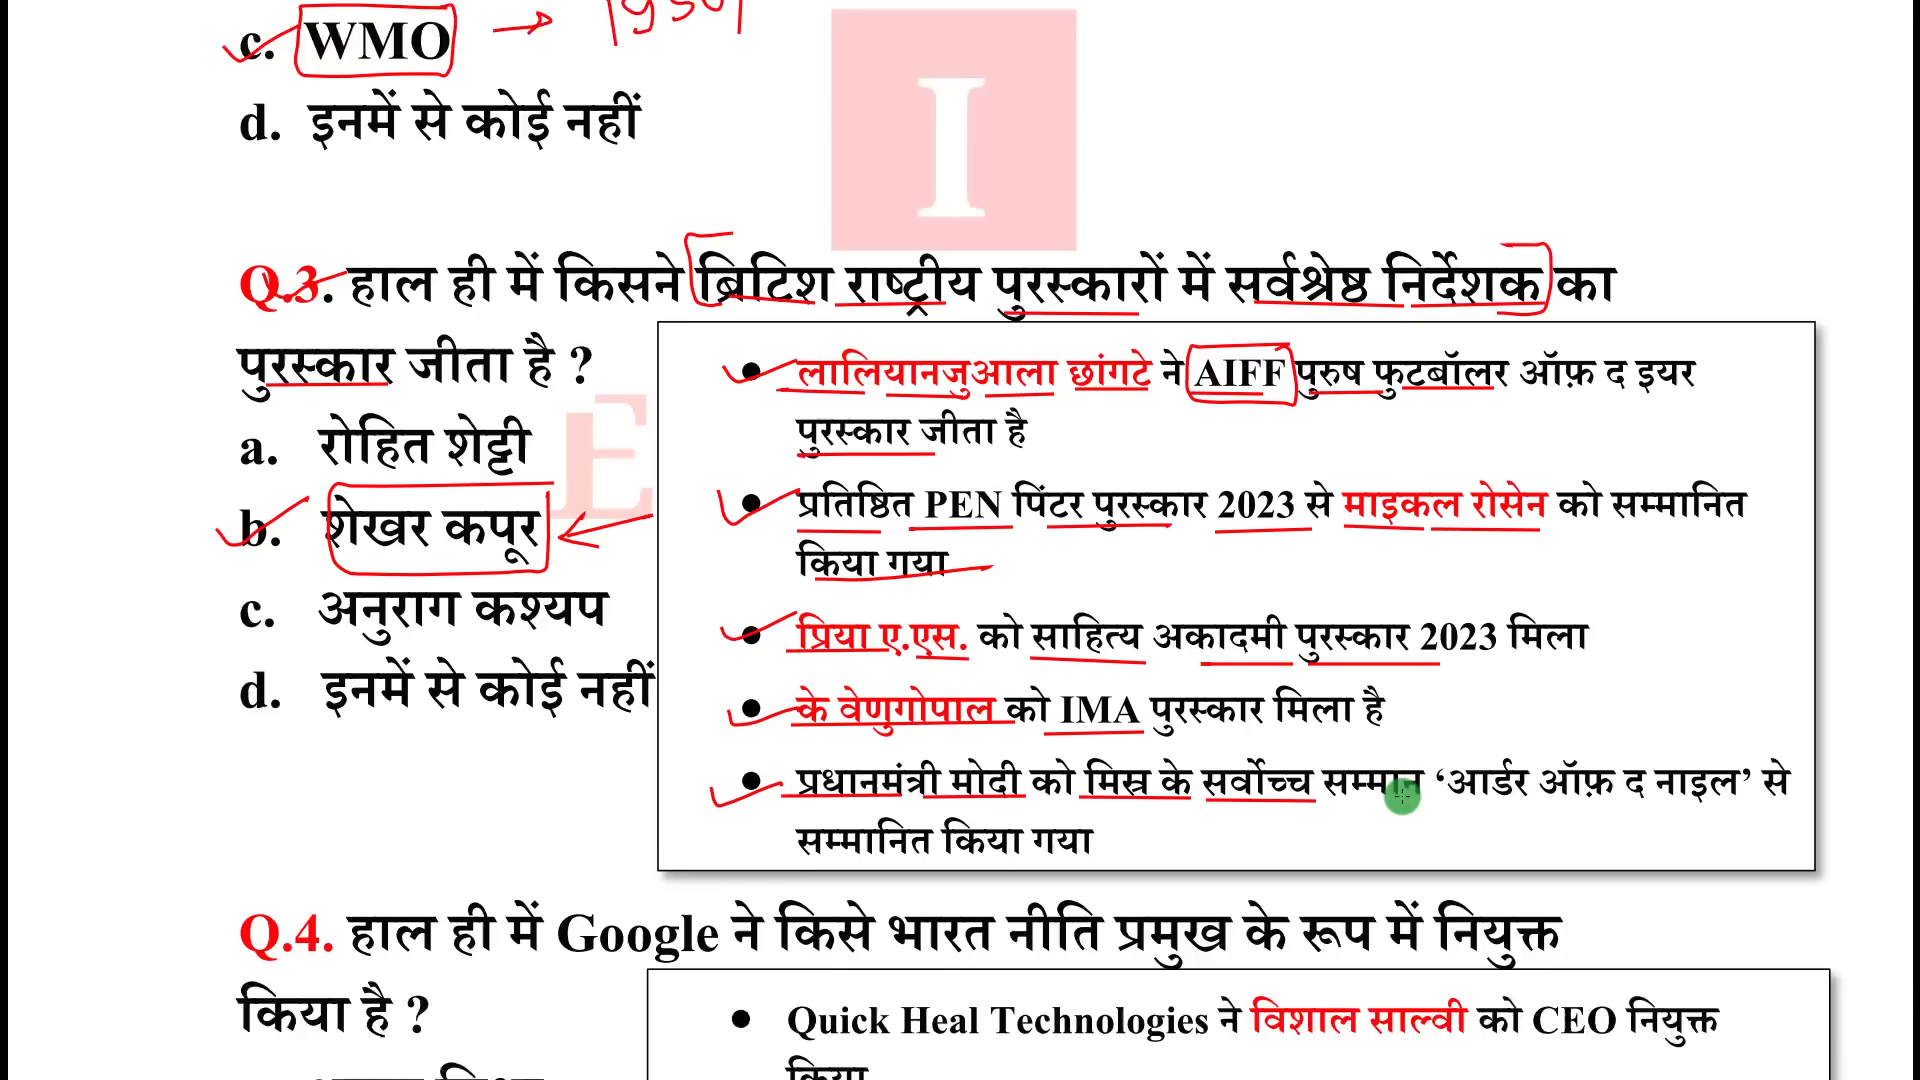 c. WMO → 1950
d. इनमें से कोई नहीं
I
Q.3. हाल ही में किसने ब्रिटिश राष्ट्रीय पुरस्कारों में सर्वश्रेष्ठ निर्देशक का
पुरस्कार जीता है ?
a. रोहित शेट्टी
E
b. शेखर कपूर
c. अनुराग कश्यप
d. इनमें से कोई नहीं
• लालियानजुआला छांगटे ने AIFF पुरुष फुटबॉलर ऑफ़ द इयर
पुरस्कार जीता है
• प्रतिष्ठित PEN पिंटर पुरस्कार 2023 से माइकल रोसेन को सम्मानित
किया गया
• प्रिया ए.एस. को साहित्य अकादमी पुरस्कार 2023 मिला
• के वेणुगोपाल को IMA पुरस्कार मिला है
• प्रधानमंत्री मोदी को मिस्र के सर्वोच्च सम्मान ‘आर्डर ऑफ़ द नाइल’ से
सम्मानित किया गया
Q.4. हाल ही में Google ने किसे भारत नीति प्रमुख के रूप में नियुक्त
किया है ?
• Quick Heal Technologies ने विशाल साल्वी को CEO नियुक्त
किया